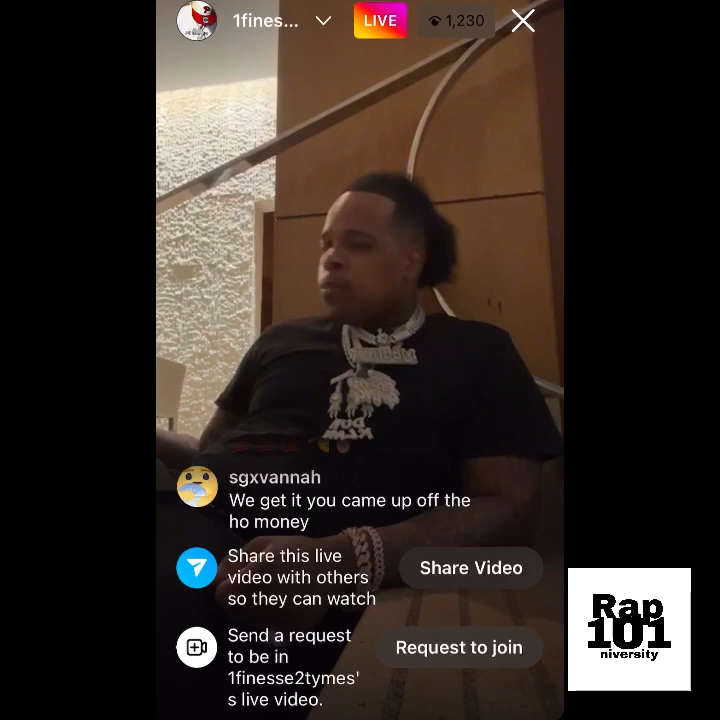 1fines...
LIVE
1,230
sgxvannah
We get it you came up off the
ho money
Share this live
video with others
so they can watch
Share Video
Send a request
to be in
1finesse2tymes'
s live video.
Request to join
Rap
101
niversity